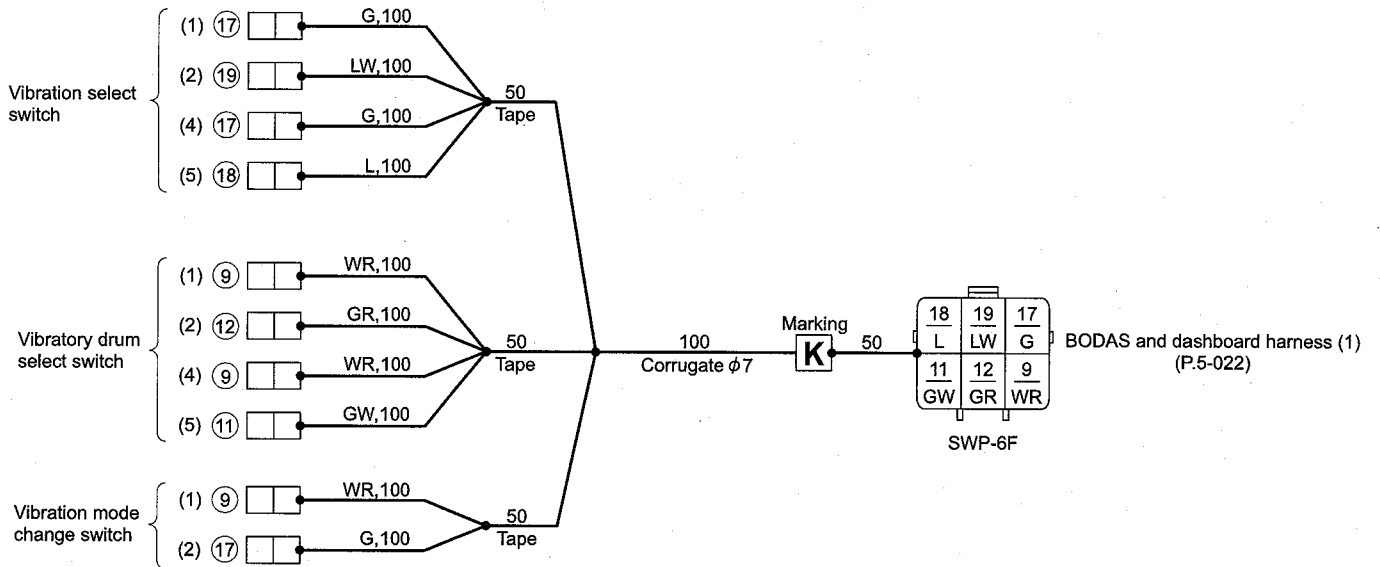 Vibration select
switch
(1) 17 G,100
(2) 19 LW,100
(4) 17 G,100
(5) 18 L,100
50
Tape
Vibratory drum
select switch
(1) 9 WR,100
(2) 12 GR,100
(4) 9 WR,100
(5) 11 GW,100
50
Tape
Vibration mode
change switch
(1) 9 WR,100
(2) 17 G,100
50
Tape
100
Corrugate φ7
Marking
K
50
18 19 17
L LW G
11 12 9
GW GR WR
SWP-6F
BODAS and dashboard harness (1)
(P.5-022)